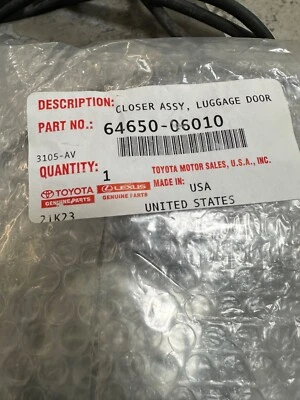 DESCRIPTION: CLOSER ASSY, LUGGAGE DOOR
PART NO.: 64650-06010
3105-AV
QUANTITY: 1
TOYOTA MOTOR SALES, U.S.A., INC.
MADE IN: USA
UNITED STATES
TOYOTA GENUINE PARTS
LEXUS GENUINE PARTS
21K23